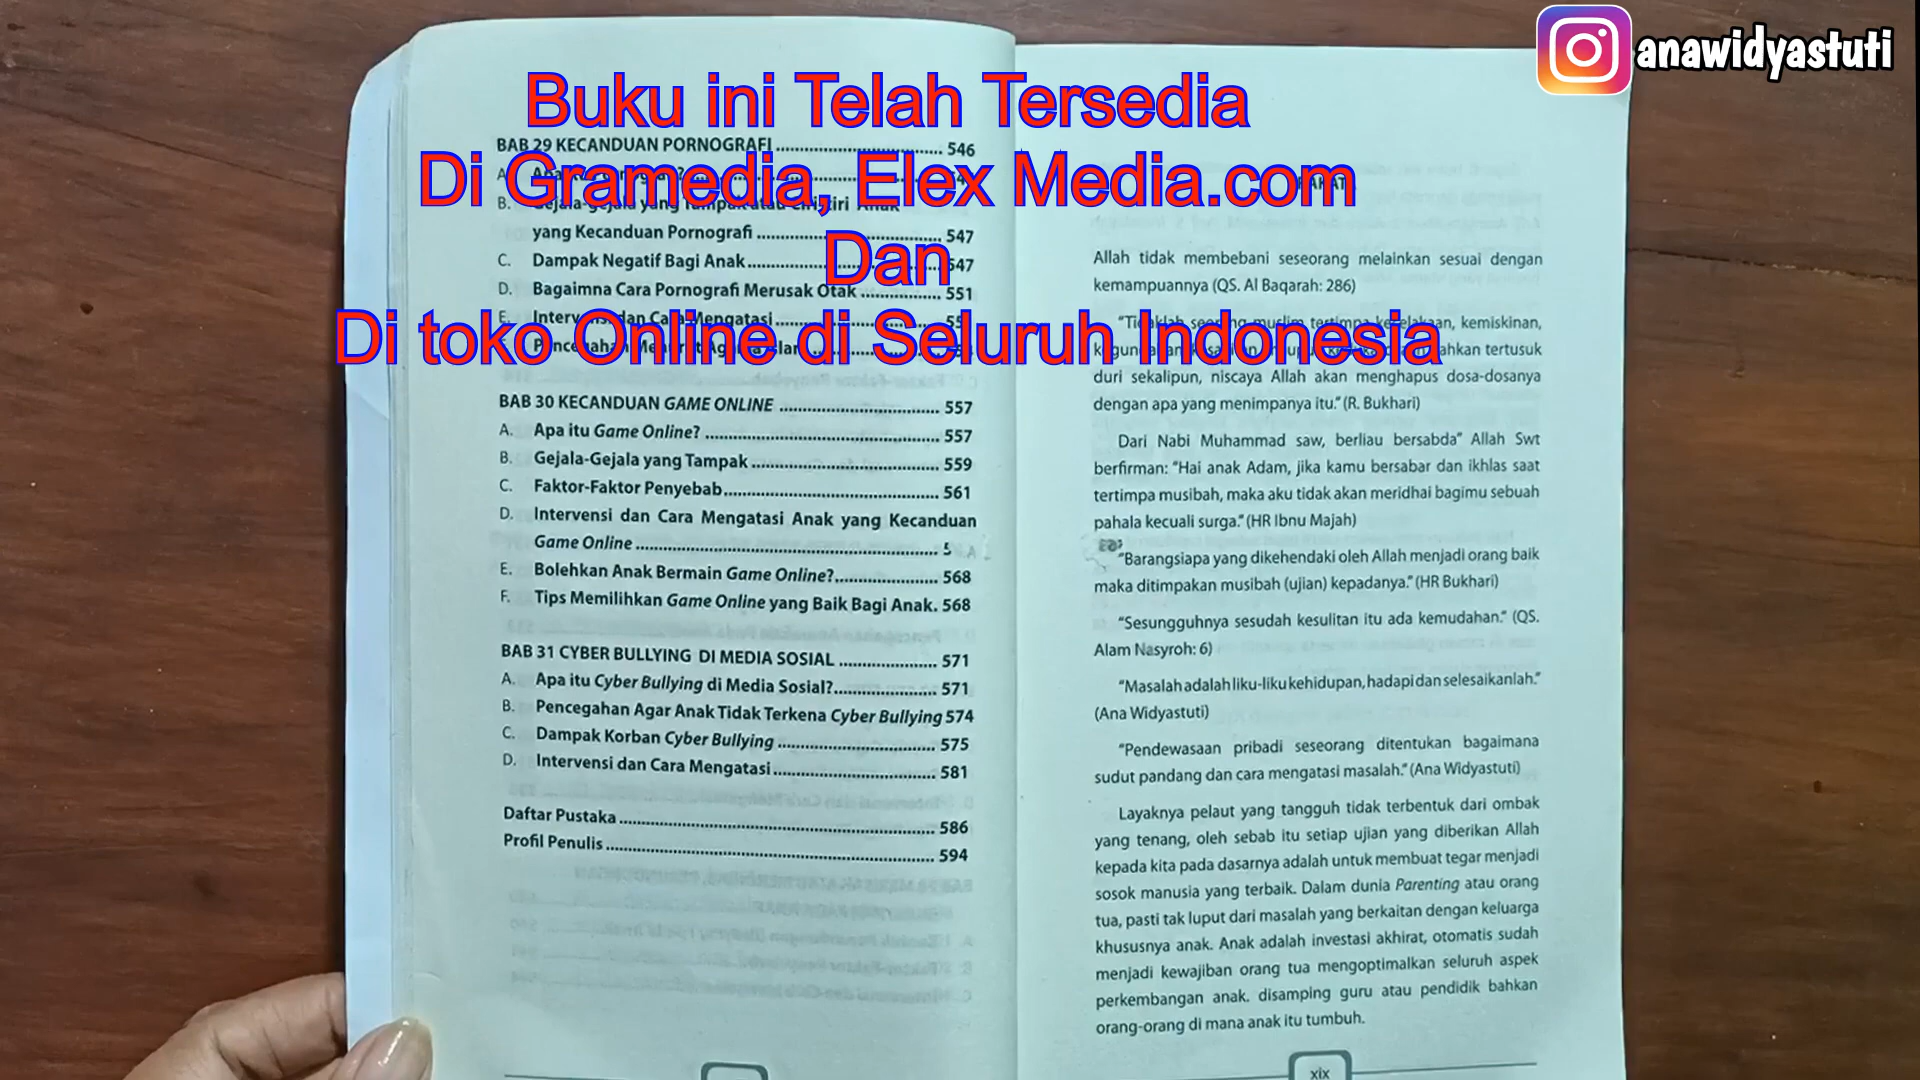 anawidyastuti
Buku ini Telah Tersedia
Di Gramedia, Elex Media.com
Dan
Di toko Online di Seluruh Indonesia
BAB 29 KECANDUAN PORNOGRAFI 546
A.
B.
yang Kecanduan Pornografi 547
C. Dampak Negatif Bagi Anak 547
D. Bagaimna Cara Pornografi Merusak Otak 551
E. Intervensi dan Cara Mengatasi
BAB 30 KECANDUAN GAME ONLINE 557
A. Apa itu Game Online? 557
B. Gejala-Gejala yang Tampak 559
C. Faktor-Faktor Penyebab 561
D. Intervensi dan Cara Mengatasi Anak yang Kecanduan
Game Online
E. Bolehkan Anak Bermain Game Online? 568
F. Tips Memilihkan Game Online yang Baik Bagi Anak. 568
BAB 31 CYBER BULLYING DI MEDIA SOSIAL 571
A. Apa itu Cyber Bullying di Media Sosial? 571
B. Pencegahan Agar Anak Tidak Terkena Cyber Bullying 574
C. Dampak Korban Cyber Bullying 575
D. Intervensi dan Cara Mengatasi 581
Daftar Pustaka 586
Profil Penulis 594
Allah tidak membebani seseorang melainkan sesuai dengan
kemampuannya (QS. Al Baqarah: 286)
kemiskinan,
tertusuk
duri sekalipun, niscaya Allah akan menghapus dosa-dosanya
dengan apa yang menimpanya itu." (R. Bukhari)
Dari Nabi Muhammad saw, berliau bersabda" Allah Swt
berfirman: "Hai anak Adam, jika kamu bersabar dan ikhlas saat
tertimpa musibah, maka aku tidak akan meridhai bagimu sebuah
pahala kecuali surga." (HR Ibnu Majah)
"Barangsiapa yang dikehendaki oleh Allah menjadi orang baik
maka ditimpakan musibah (ujian) kepadanya." (HR Bukhari)
"Sesungguhnya sesudah kesulitan itu ada kemudahan." (QS.
Alam Nasyroh: 6)
"Masalah adalah liku-liku kehidupan, hadapi dan selesaikanlah."
(Ana Widyastuti)
"Pendewasaan pribadi seseorang ditentukan bagaimana
sudut pandang dan cara mengatasi masalah." (Ana Widyastuti)
Layaknya pelaut yang tangguh tidak terbentuk dari ombak
yang tenang, oleh sebab itu setiap ujian yang diberikan Allah
kepada kita pada dasarnya adalah untuk membuat tegar menjadi
sosok manusia yang terbaik. Dalam dunia Parenting atau orang
tua, pasti tak luput dari masalah yang berkaitan dengan keluarga
khususnya anak. Anak adalah investasi akhirat, otomatis sudah
menjadi kewajiban orang tua mengoptimalkan seluruh aspek
perkembangan anak. disamping guru atau pendidik bahkan
orang-orang di mana anak itu tumbuh.
xix